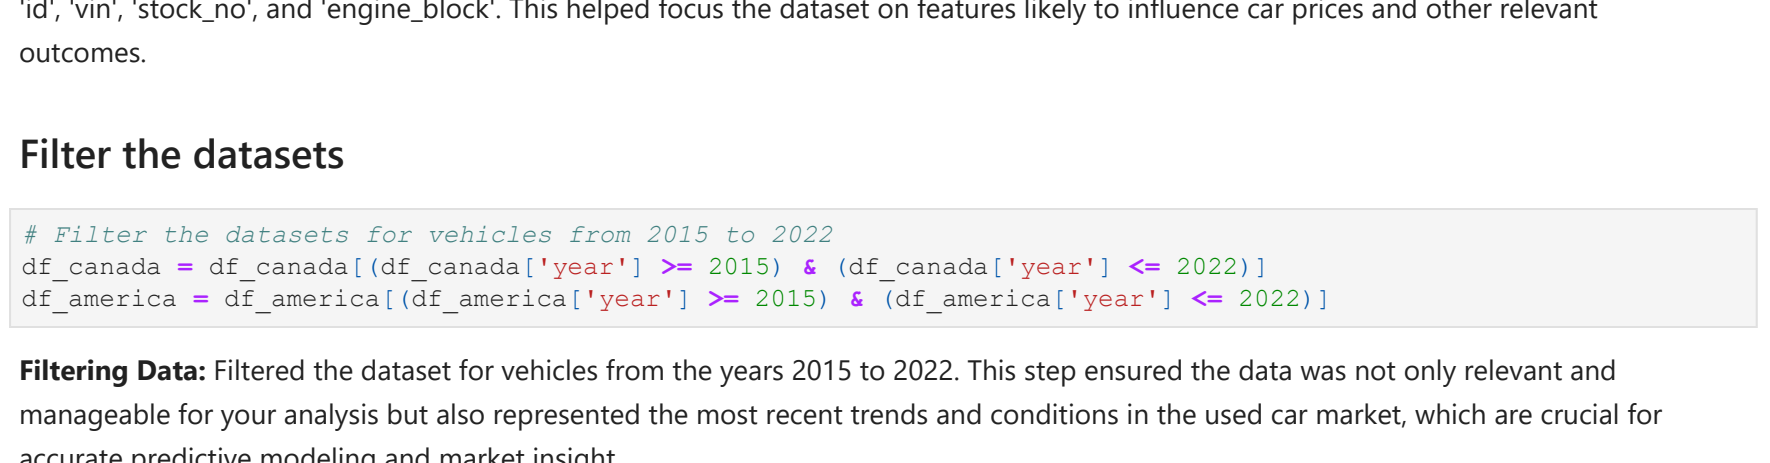 'id', 'vin', 'stock_no', and 'engine_block'. This helped focus the dataset on features likely to influence car prices and other relevant
outcomes.
Filter the datasets
# Filter the datasets for vehicles from 2015 to 2022
df_canada = df_canada[(df_canada['year'] >= 2015) & (df_canada['year'] <= 2022)]
df_america = df_america[(df_america['year'] >= 2015) & (df_america['year'] <= 2022)]
Filtering Data: Filtered the dataset for vehicles from the years 2015 to 2022. This step ensured the data was not only relevant and
manageable for your analysis but also represented the most recent trends and conditions in the used car market, which are crucial for
accurate predictive modeling and market insight